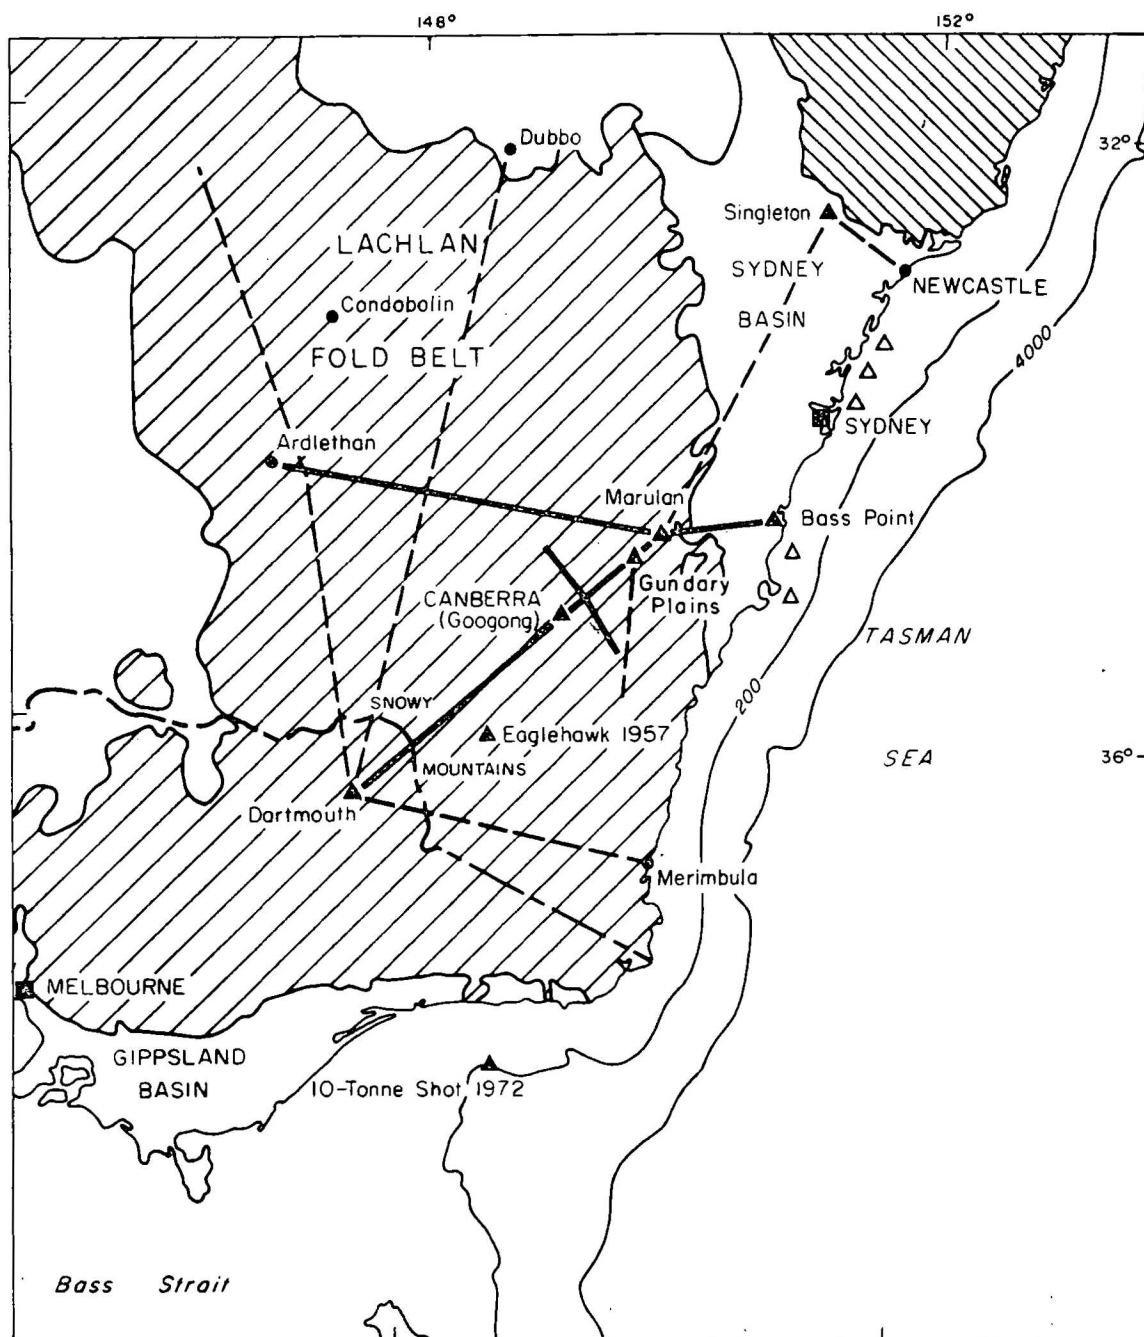 148°
152°
Dubbo
32°
Singleton
LACHLAN
SYDNEY
BASIN
NEWCASTLE
Condobolin
FOLD BELT
4000
SYDNEY
Ardlethan
Marulan
Bass Point
Gundary
Plains
CANBERRA
(Googong)
TASMAN
SEA
200
SNOWY
MOUNTAINS
Eaglehawk 1957
36°
Dartmouth
Merimbula
MELBOURNE
GIPPSLAND
BASIN
10-Tonne Shot 1972
Bass Strait